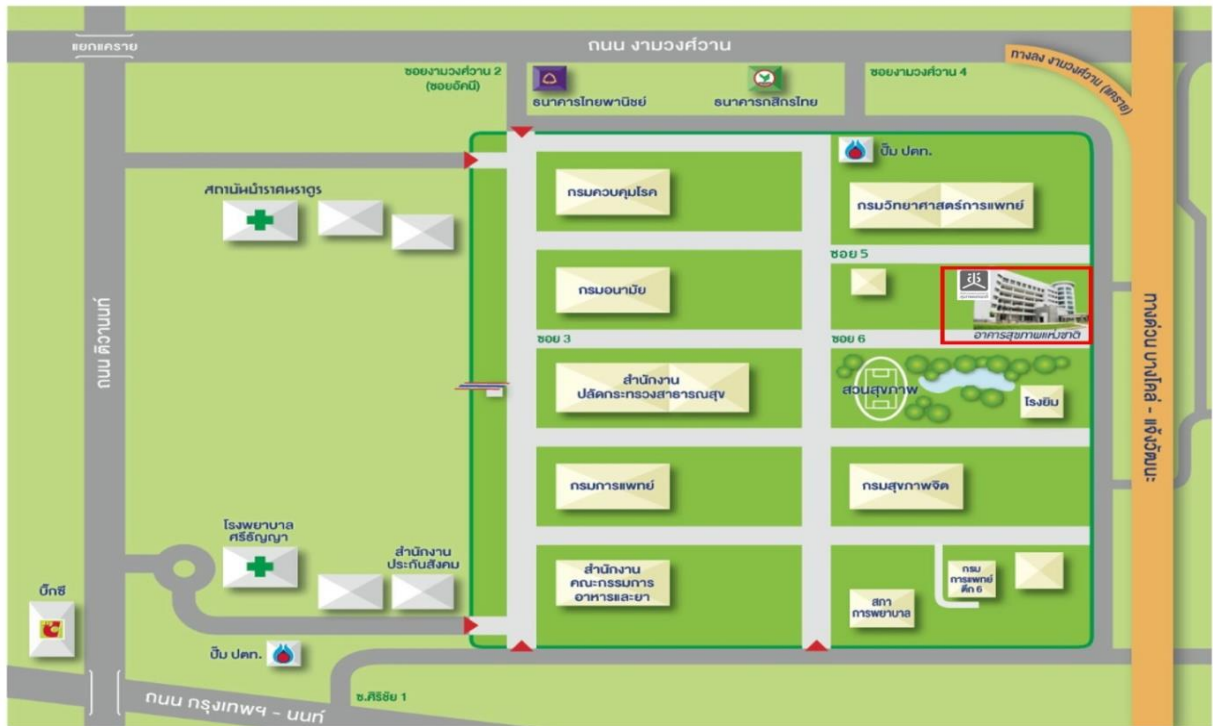 แยกแคราย
ถนน งามวงศ์วาน
ทางลง งามวงศ์วาน (แคราย)
ซอยงามวงศ์วาน 2
(ซอยอัคนี)
ธนาคารไทยพานิชย์
ธนาคารกสิกรไทย
ซอยงามวงศ์วาน 4
ปั๊ม ปตท.
สถาบันบำราศนราดูร
กรมควบคุมโรค
กรมวิทยาศาสตร์การแพทย์
ซอย 5
กรมอนามัย
อาคารสุขภาพแห่งชาติ
ซอย 3
ซอย 6
ถนน ติวานนท์
ทางด่วน บางโคล่ - แจ้งวัฒนะ
สำนักงาน
ปลัดกระทรวงสาธารณสุข
สวนสุขภาพ
โรงยิม
กรมการแพทย์
กรมสุขภาพจิต
โรงพยาบาล
ศรีธัญญา
สำนักงาน
ประกันสังคม
สำนักงาน
คณะกรรมการ
อาหารและยา
กรม
การแพทย์
ตึก 6
สภา
การพยาบาล
บิ๊กซี
ปั๊ม ปตท.
ซ.ศิริชัย 1
ถนน กรุงเทพฯ - นนท์